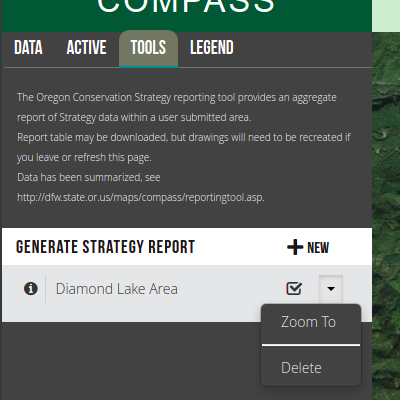 COMPASS
DATA ACTIVE TOOLS LEGEND
The Oregon Conservation Strategy reporting tool provides an aggregate
report of Strategy data within a user submitted area.
Report table may be downloaded, but drawings will need to be recreated if
you leave or refresh this page.
Data has been summarized, see
http://dfw.state.or.us/maps/compass/reportingtool.asp.
GENERATE STRATEGY REPORT NEW
Diamond Lake Area
Zoom To
Delete